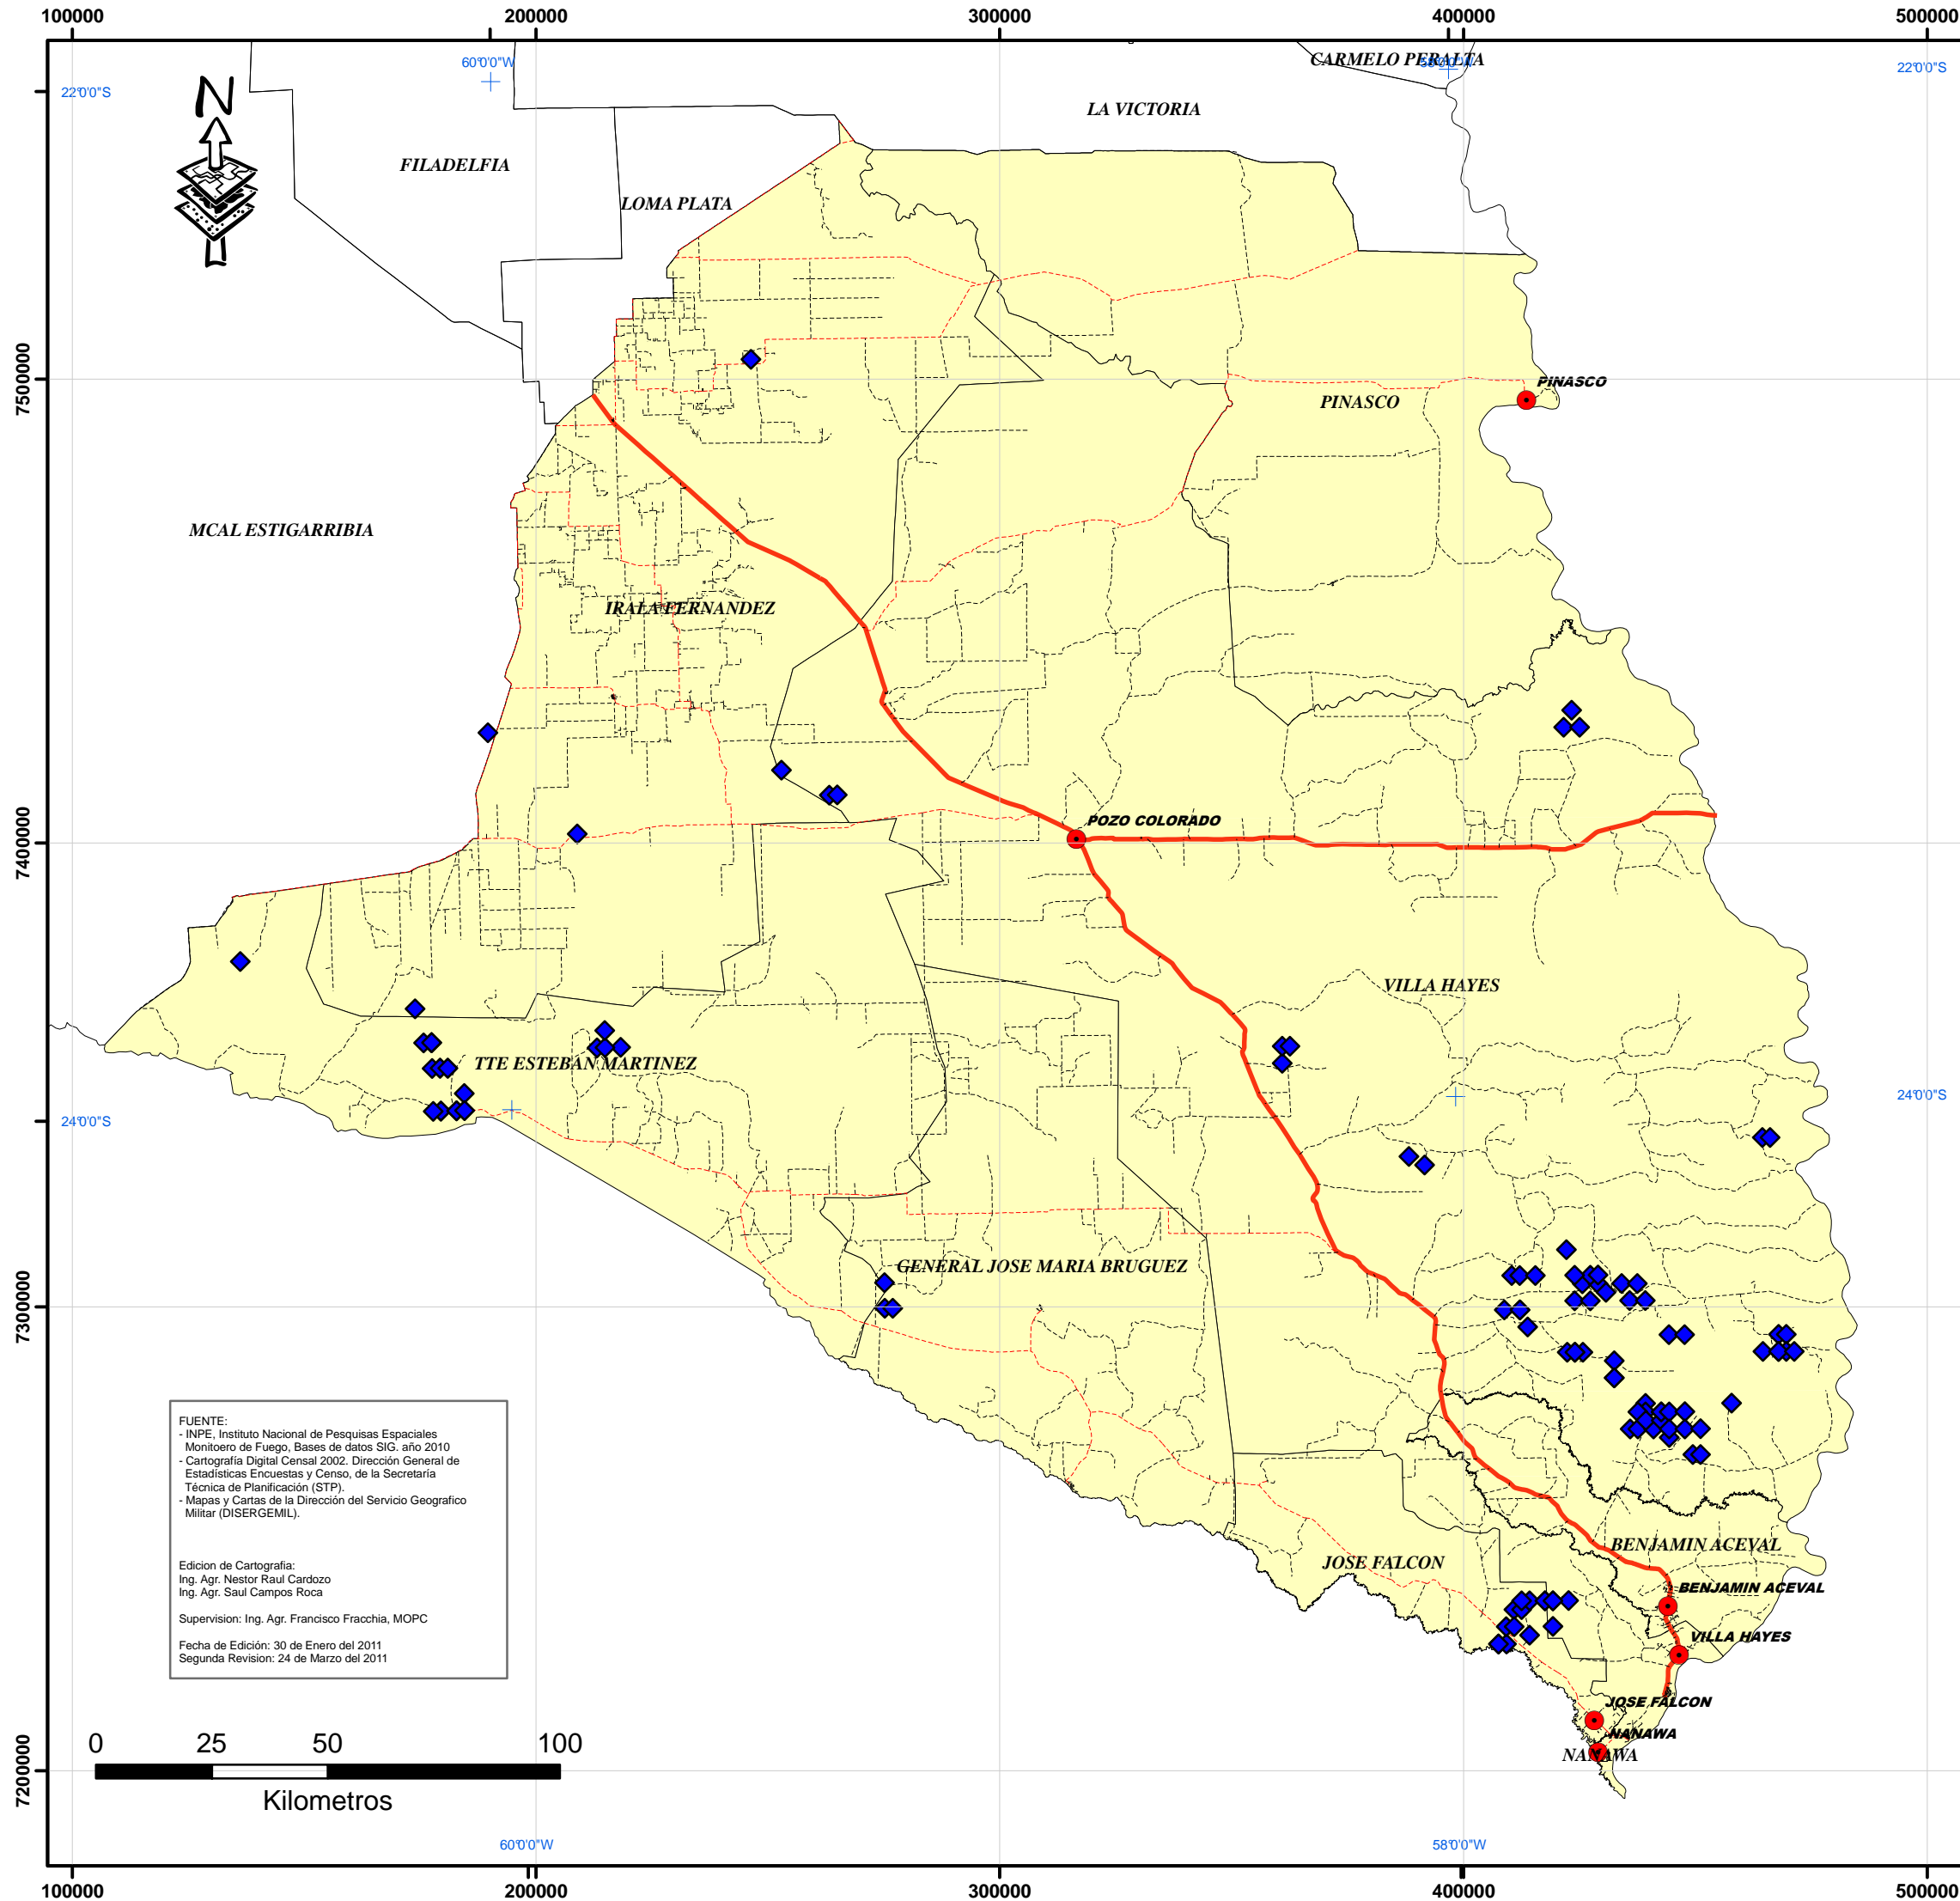 100000 200000 300000 400000 500000
CARMELO PERALTA
60°0'0"W 58°0'0"W
22°0'0"S 22°0'0"S
N
LA VICTORIA
FILADELFIA
LOMA PLATA
7500000
PINASCO
PINASCO
MCAL ESTIGARRIBIA
IRALA FERNANDEZ
POZO COLORADO
7400000
VILLA HAYES
TTE ESTEBAN MARTINEZ
24°0'0"S 24°0'0"S
GENERAL JOSE MARIA BRUGUEZ
7300000
FUENTE:
- INPE, Instituto Nacional de Pesquisas Espaciales
Monitoero de Fuego, Bases de datos SIG. año 2010
- Cartografía Digital Censal 2002. Dirección General de
Estadísticas Encuestas y Censo, de la Secretaría
Técnica de Planificación (STP).
- Mapas y Cartas de la Dirección del Servicio Geografico
Militar (DISERGEMIL).
Edicion de Cartografia:
Ing. Agr. Nestor Raul Cardozo
Ing. Agr. Saul Campos Roca
Supervision: Ing. Agr. Francisco Fracchia, MOPC
Fecha de Edición: 30 de Enero del 2011
Segunda Revision: 24 de Marzo del 2011
BENJAMIN ACEVAL
JOSE FALCON
BENJAMIN ACEVAL
VILLA HAYES
JOSE FALCON
NANAWA
NANAWA
7200000
0 25 50 100
Kilometros
60°0'0"W 58°0'0"W
100000 200000 300000 400000 500000